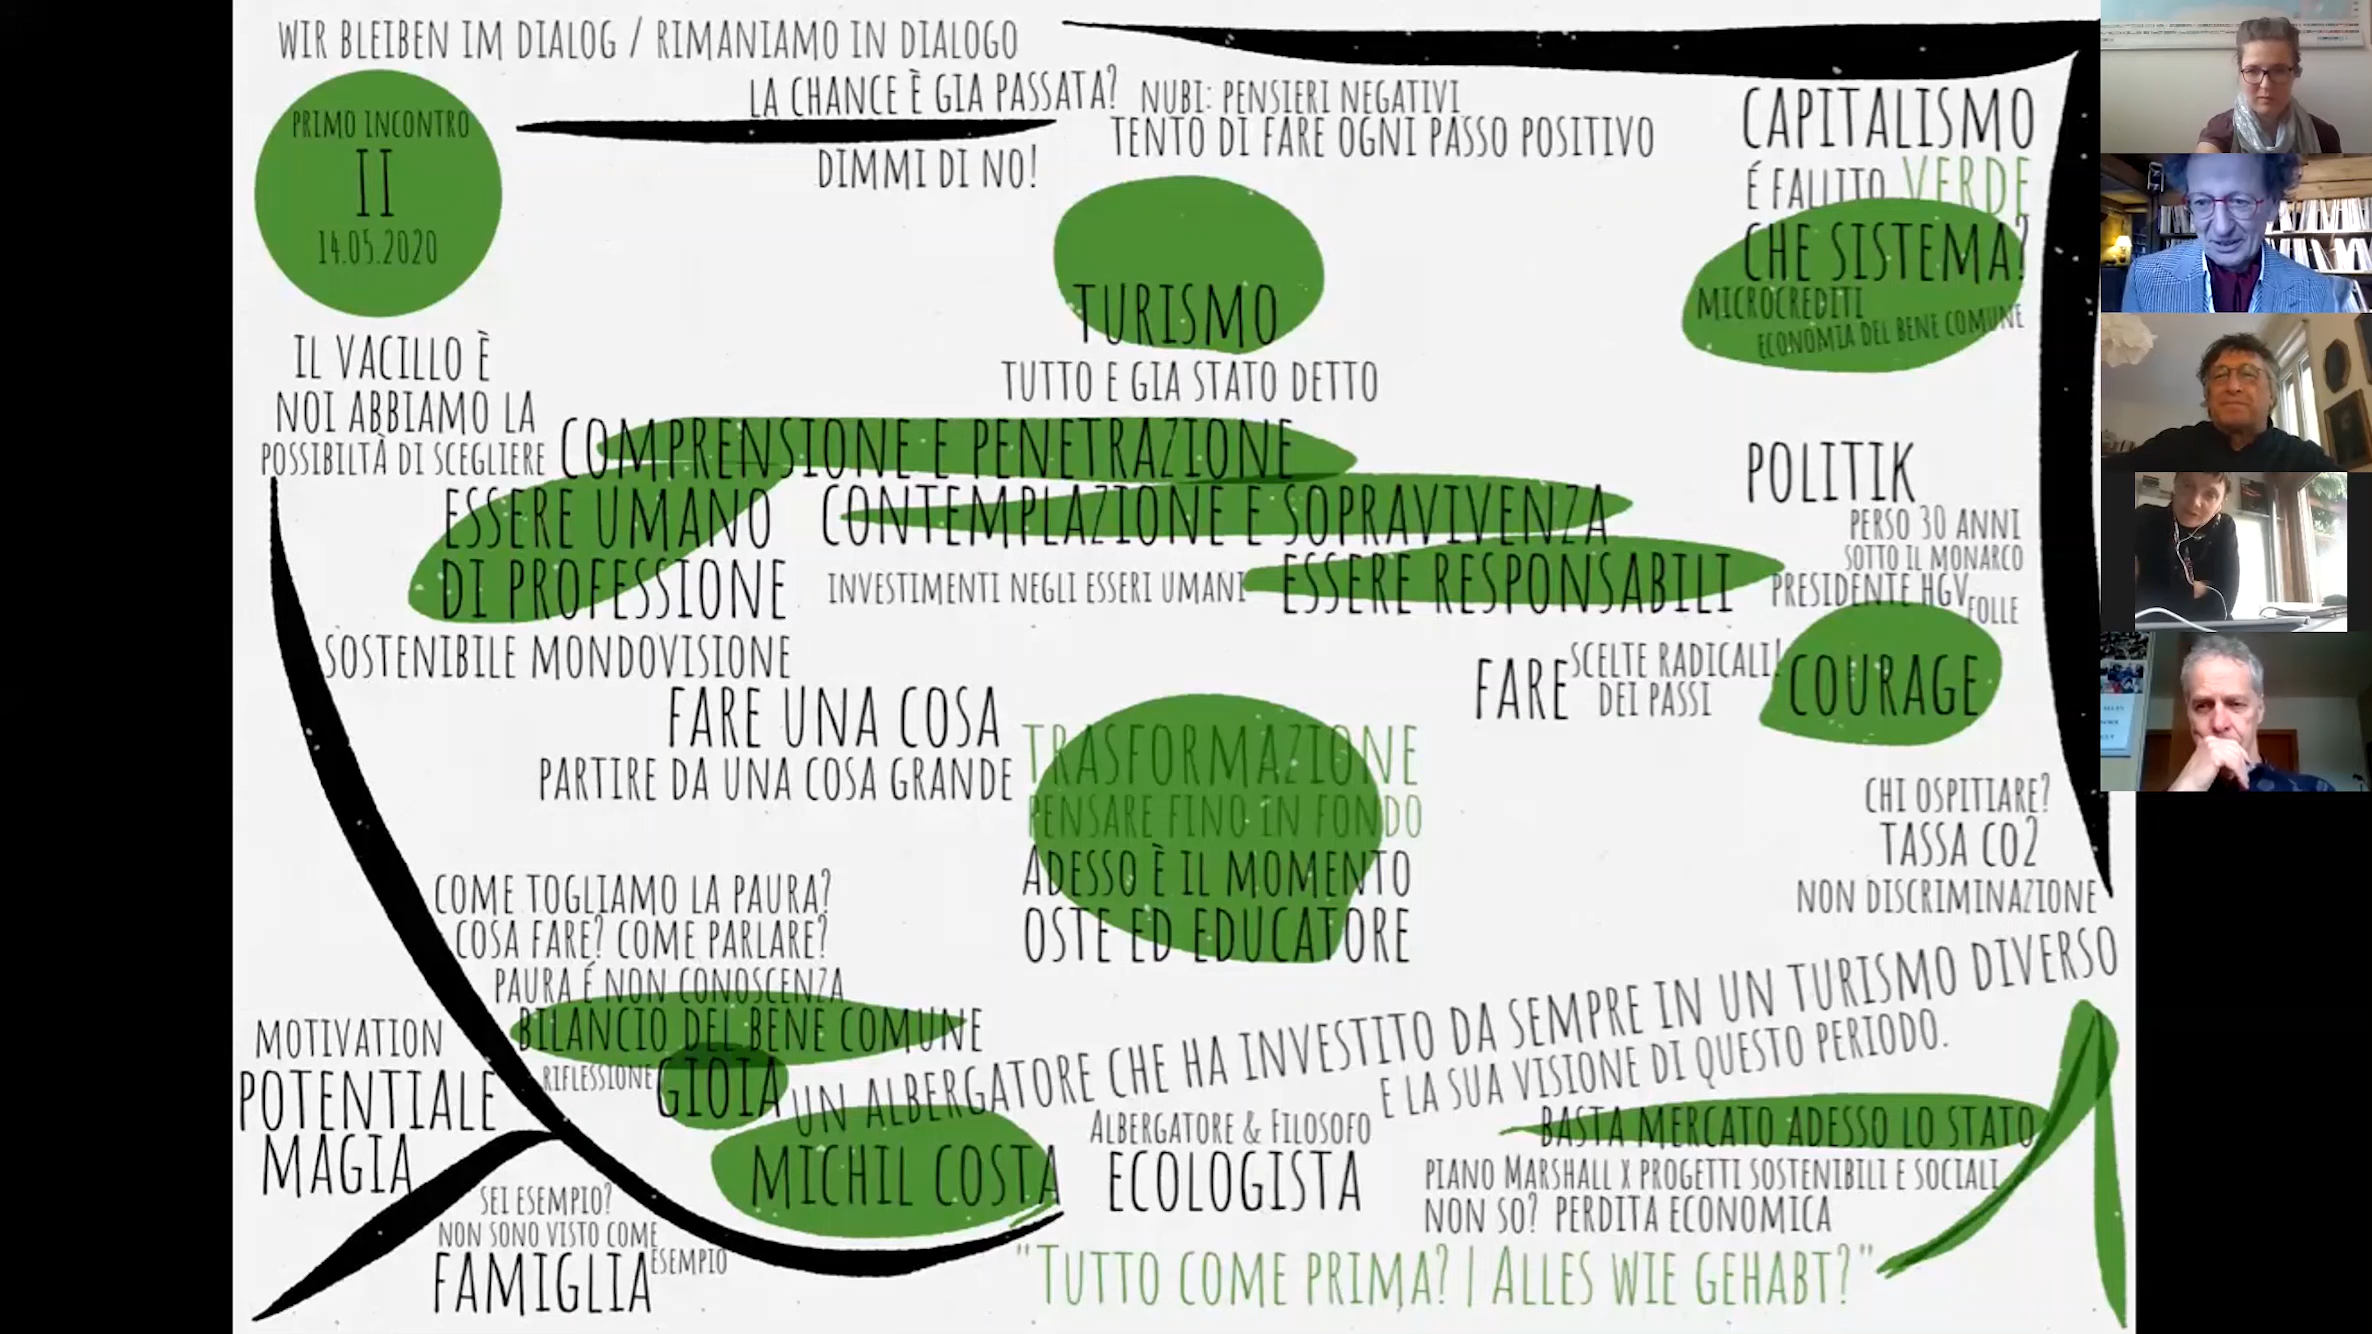 WIR BLEIBEN IM DIALOG / RIMANIAMO IN DIALOGO
PRIMO INCONTRO
II
14.05.2020
LA CHANCE È GIA PASSATA?
DIMMI DI NO!
NUBI: PENSIERI NEGATIVI
TENTO DI FARE OGNI PASSO POSITIVO
CAPITALISMO
É FALLITO VERDE
CHE SISTEMA?
MICROCREDITI
ECONOMIA DEL BENE COMUNE
TURISMO
TUTTO E GIA STATO DETTO
IL VACILLO È
NOI ABBIAMO LA
POSSIBILTÀ DI SCEGLIERE
COMPRENSIONE E PENETRAZIONE
ESSERE UMANO
DI PROFESSIONE
CONTEMPLAZIONE E SOPRAVIVENZA
INVESTIMENTI NEGLI ESSERI UMANI
ESSERE RESPONSABILI
POLITIK
PERSO 30 ANNI
SOTTO IL MONARCO
PRESIDENTE HGV
FOLLE
SOSTENIBILE MONDOVISIONE
FARE SCELTE RADICALI!
DEI PASSI
COURAGE
FARE UNA COSA
PARTIRE DA UNA COSA GRANDE
TRASFORMAZIONE
PENSARE FINO IN FONDO
ADESSO È IL MOMENTO
OSTE ED EDUCATORE
CHI OSPITIARE?
TASSA CO2
NON DISCRIMINAZIONE
COME TOGLIAMO LA PAURA?
COSA FARE? COME PARLARE?
PAURA É NON CONOSCENZA
BILANCIO DEL BENE COMUNE
RIFLESSIONE
GIOIA
MOTIVATION
POTENTIALE
MAGIA
UN ALBERGATORE CHE HA INVESTITO DA SEMPRE IN UN TURISMO DIVERSO
E LA SUA VISIONE DI QUESTO PERIODO.
MICHIL COSTA
ALBERGATORE & FILOSOFO
ECOLOGISTA
BASTA MERCATO ADESSO LO STATO
PIANO MARSHALL X PROGETTI SOSTENIBILI E SOCIALI
NON SO? PERDITA ECONOMICA
SEI ESEMPIO?
NON SONO VISTO COME
ESEMPIO
FAMIGLIA
"TUTTO COME PRIMA? | ALLES WIE GEHABT?"